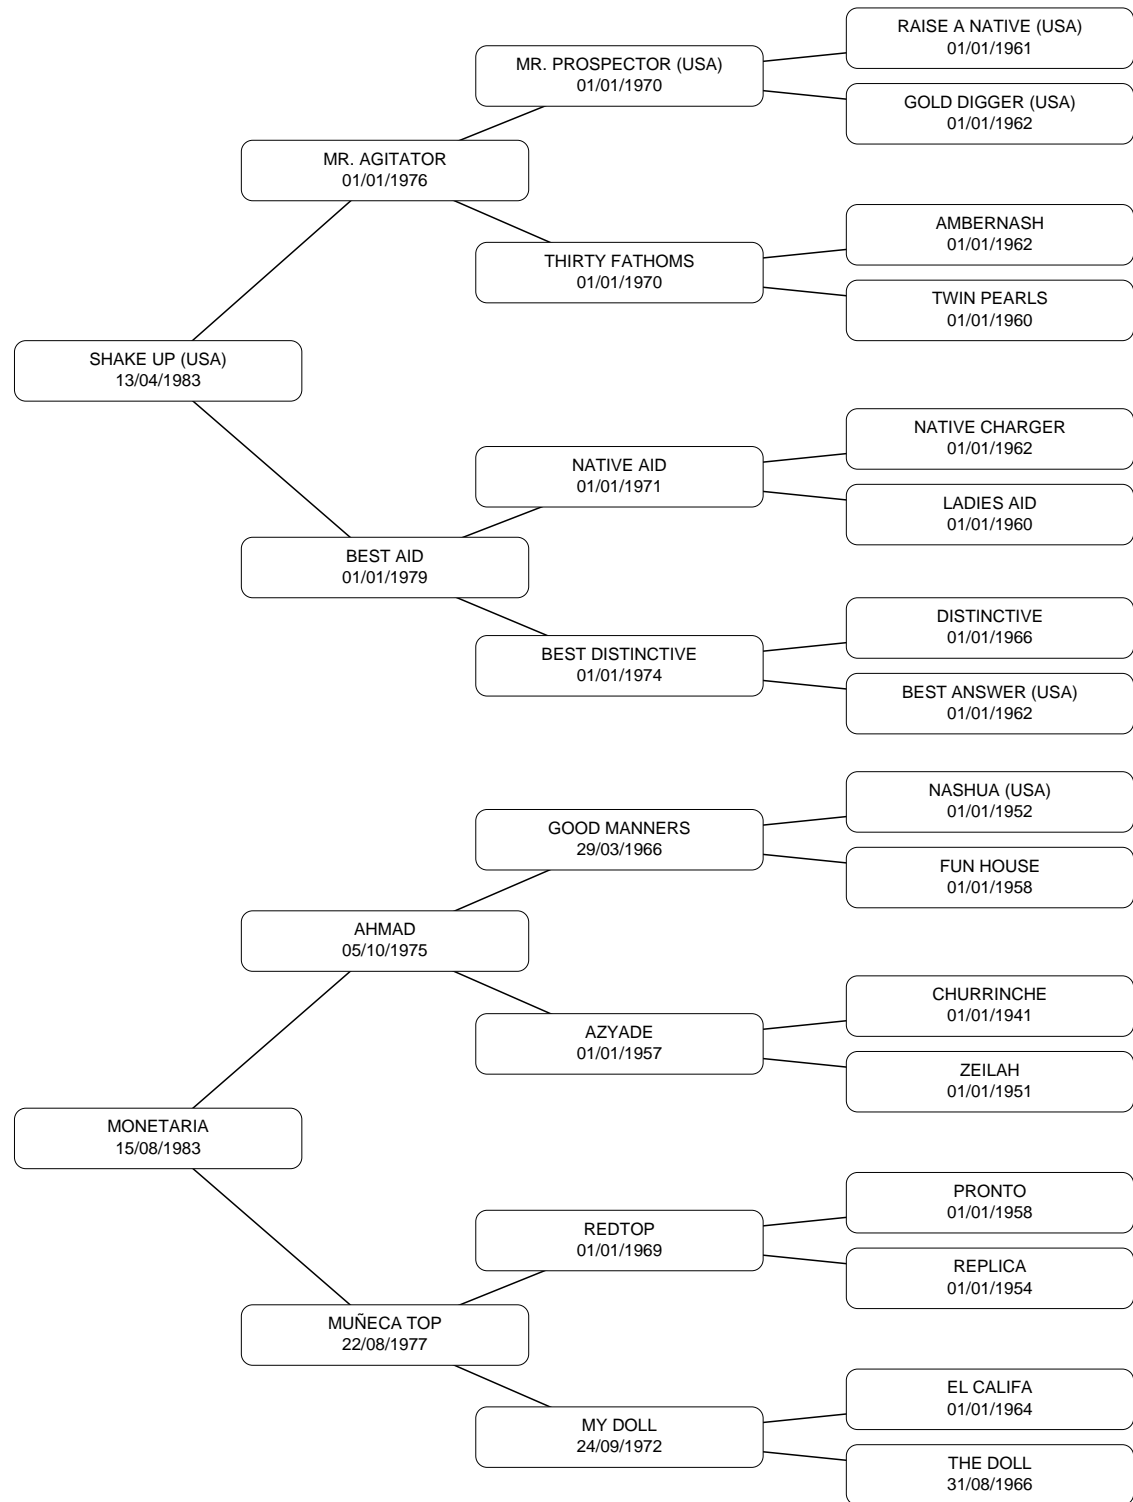 RAISE A NATIVE (USA)
01/01/1961
MR. PROSPECTOR (USA)
01/01/1970
GOLD DIGGER (USA)
01/01/1962
MR. AGITATOR
01/01/1976
AMBERNASH
01/01/1962
THIRTY FATHOMS
01/01/1970
TWIN PEARLS
01/01/1960
SHAKE UP (USA)
13/04/1983
NATIVE CHARGER
01/01/1962
NATIVE AID
01/01/1971
LADIES AID
01/01/1960
BEST AID
01/01/1979
DISTINCTIVE
01/01/1966
BEST DISTINCTIVE
01/01/1974
BEST ANSWER (USA)
01/01/1962
NASHUA (USA)
01/01/1952
GOOD MANNERS
29/03/1966
FUN HOUSE
01/01/1958
AHMAD
05/10/1975
CHURRINCHE
01/01/1941
AZYADE
01/01/1957
ZEILAH
01/01/1951
MONETARIA
15/08/1983
PRONTO
01/01/1958
REDTOP
01/01/1969
REPLICA
01/01/1954
MUÑECA TOP
22/08/1977
EL CALIFA
01/01/1964
MY DOLL
24/09/1972
THE DOLL
31/08/1966